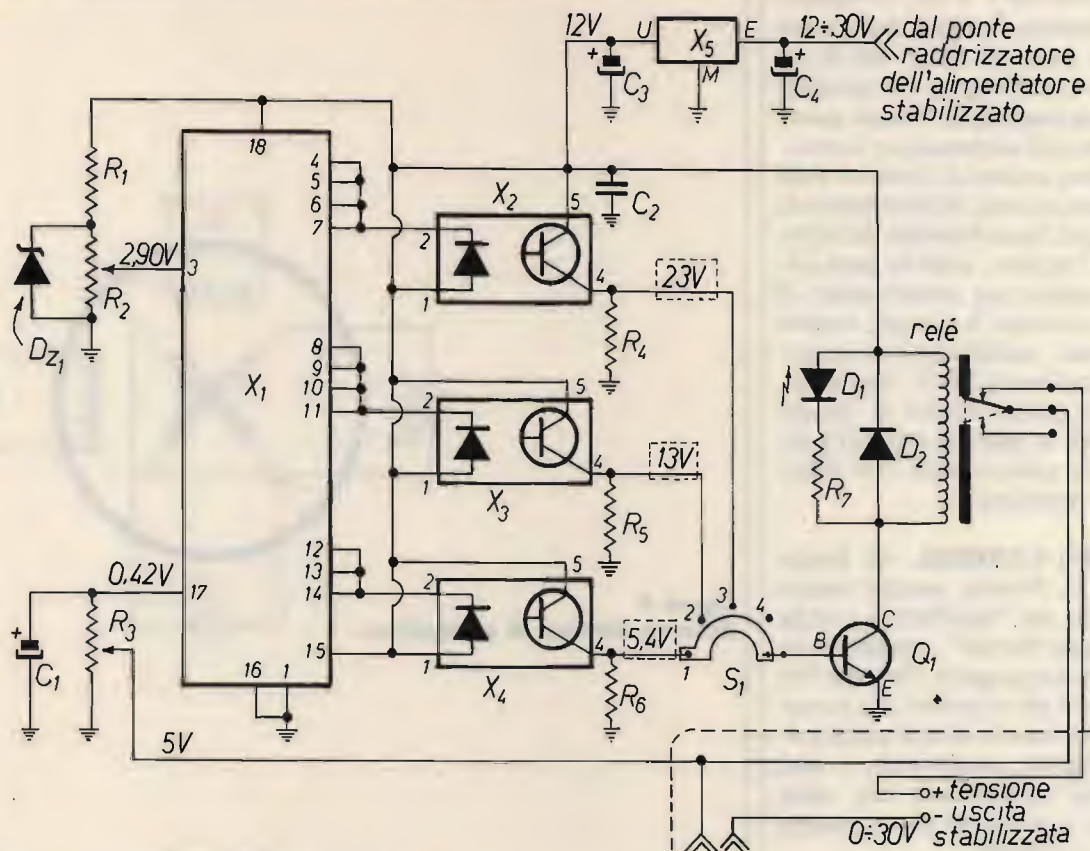 12V
U
X5
E
M
12÷30V
dal ponte
raddrizzatore
dell'alimentatore
stabilizzato
+
C3
+
C4
18
R1
2,90V
3
R2
DZ1
X1
4
5
6
7
8
9
10
11
12
13
14
15
16
1
17
0,42V
+
C1
R3
5V
X2
2
1
5
4
C2
23V
R4
X3
2
1
5
4
13V
R5
X4
2
1
5
4
5,4V
R6
1
2
3
4
S1
relé
D1
R7
D2
B
C
E
Q1
+ tensione
- uscita
stabilizzata
0÷30V